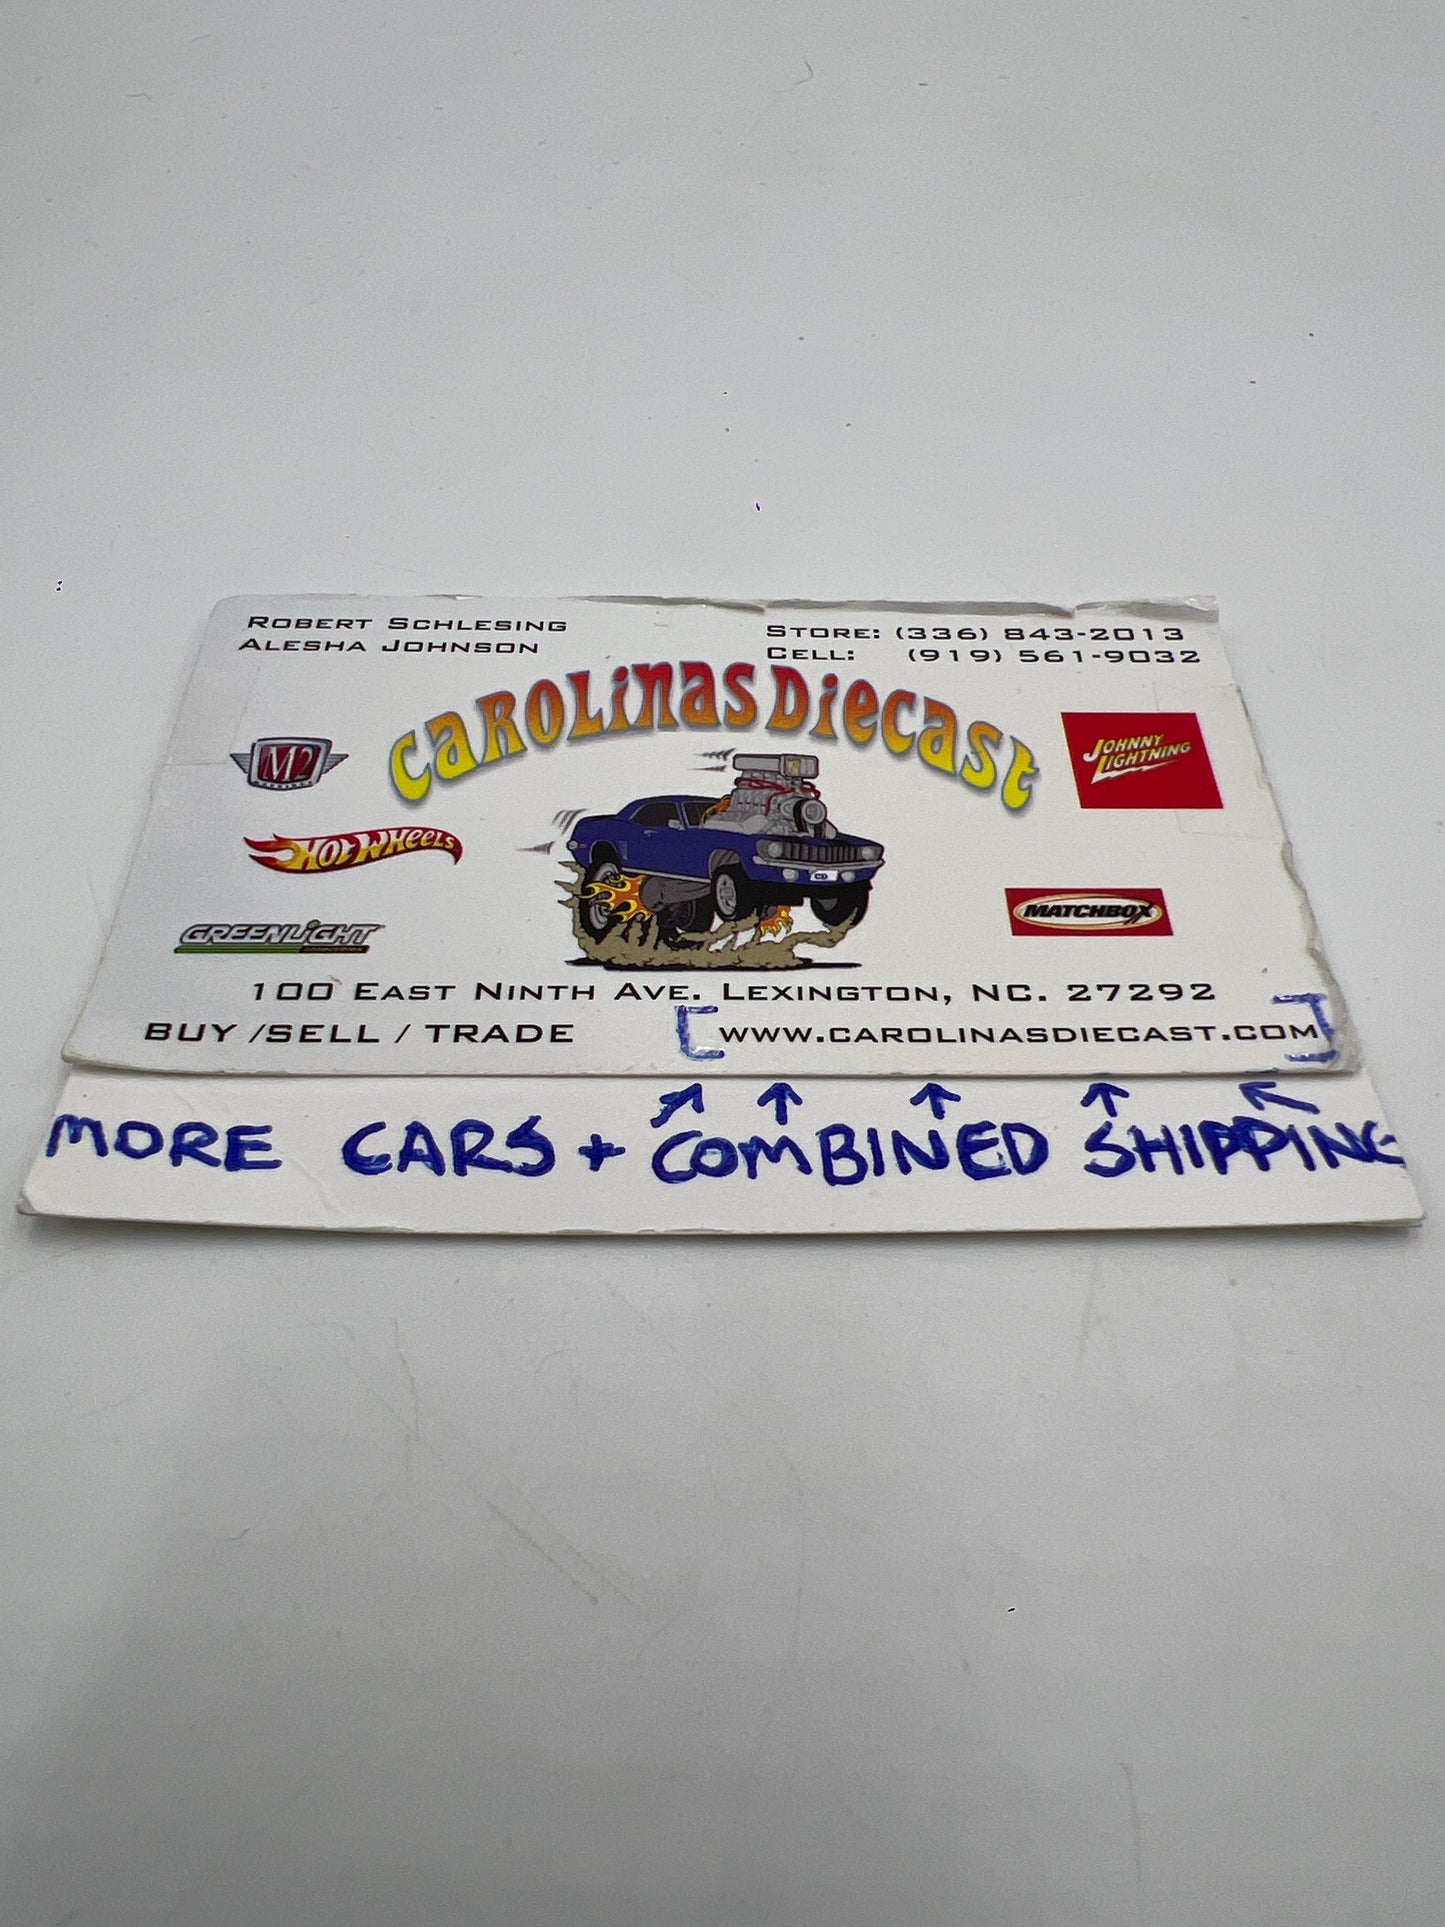 ROBERT SCHLESING
ALESHA JOHNSON
STORE: (336) 843-2013
CELL: (919) 561-9032
CAROLiNAS DiECAST
M2
JOHNNY LIGHTNING
HOT WHEELS
MATCHBOX
GREENLiGHT
100 EAST NINTH AVE. LEXINGTON, NC. 27292
BUY /SELL / TRADE
[WWW.CAROLINASDIECAST.COM]
MORE CARS + COMBINED SHIPPING